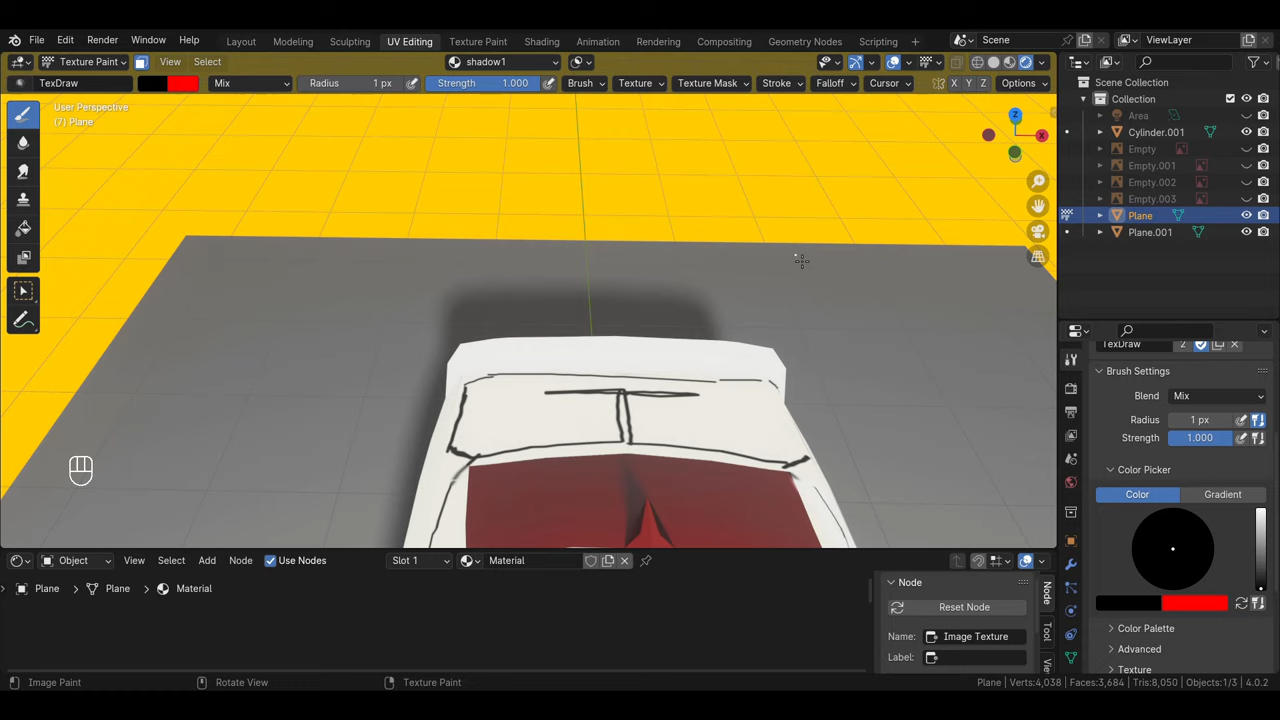 File Edit Render Window Help Layout Modeling Sculpting UV Editing Texture Paint Shading Animation Rendering Compositing Geometry Nodes Scripting + Scene ViewLayer
Texture Paint View Select shadow1
TexDraw Mix Radius 1 px Strength 1.000 Brush Texture Texture Mask Stroke Falloff Cursor X Y Z Options
User Perspective
(7) Plane
Z
X
Scene Collection
Collection
Area
Cylinder.001
Empty
Empty.001
Empty.002
Empty.003
Plane
Plane.001
TexDraw 2
Brush Settings
Blend Mix
Radius 1 px
Strength 1.000
Color Picker
Color Gradient
Color Palette
Advanced
Texture
Object View Select Add Node Use Nodes Slot 1 Material
Plane > Plane > Material
Node
Reset Node
Name: Image Texture
Label:
Node
Tool
Image Paint Rotate View Texture Paint Plane | Verts:4,038 | Faces:3,684 | Tris:8,050 | Objects:1/3 | 4.0.2